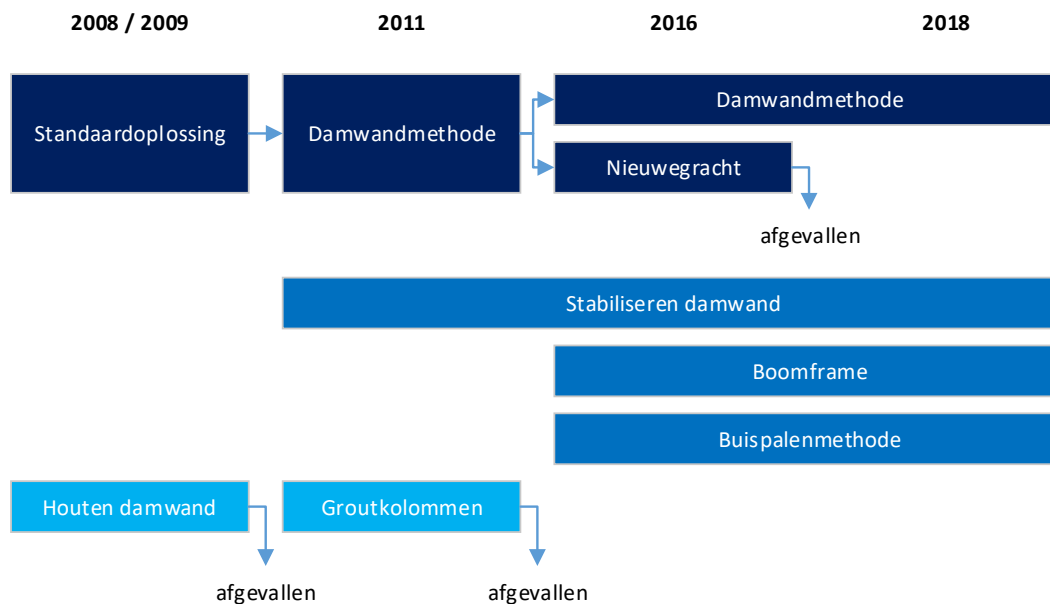 2008 / 2009
2011
2016
2018
Standaardoplossing
Damwandmethode
Damwandmethode
Nieuwegracht
afgevallen
Stabiliseren damwand
Boomframe
Buispalenmethode
Houten damwand
Groutkolommen
afgevallen
afgevallen